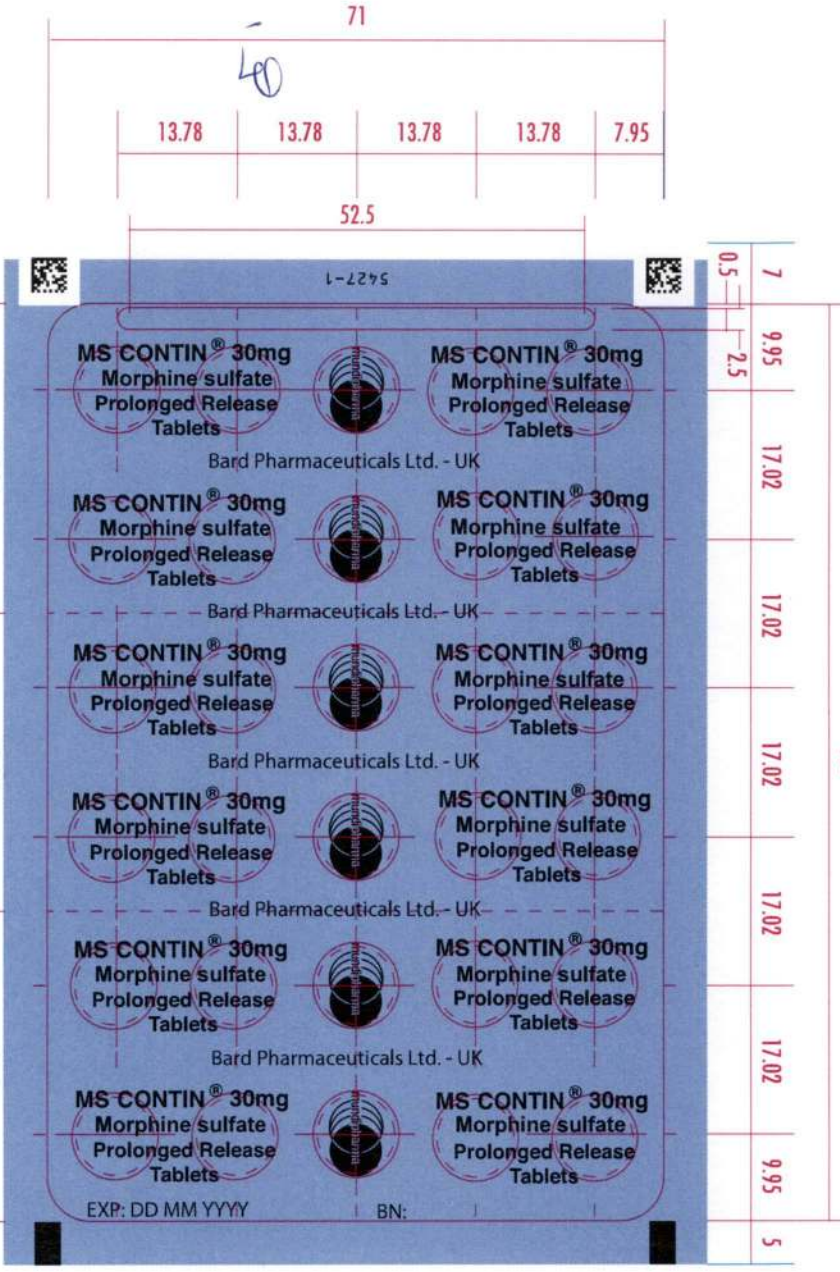 71
13.78 13.78 13.78 13.78 7.95
52.5
5427-1
7
0.5
9.95
2.5
MS CONTIN® 30mg MS CONTIN® 30mg
Morphine sulfate Morphine sulfate
Prolonged Release Prolonged Release
Tablets Tablets
mundipharma
Bard Pharmaceuticals Ltd. - UK
17.02
MS CONTIN® 30mg MS CONTIN® 30mg
Morphine sulfate Morphine sulfate
Prolonged Release Prolonged Release
Tablets Tablets
mundipharma
Bard Pharmaceuticals Ltd. - UK
17.02
MS CONTIN® 30mg MS CONTIN® 30mg
Morphine sulfate Morphine sulfate
Prolonged Release Prolonged Release
Tablets Tablets
mundipharma
Bard Pharmaceuticals Ltd. - UK
17.02
MS CONTIN® 30mg MS CONTIN® 30mg
Morphine sulfate Morphine sulfate
Prolonged Release Prolonged Release
Tablets Tablets
mundipharma
Bard Pharmaceuticals Ltd. - UK
17.02
MS CONTIN® 30mg MS CONTIN® 30mg
Morphine sulfate Morphine sulfate
Prolonged Release Prolonged Release
Tablets Tablets
mundipharma
Bard Pharmaceuticals Ltd. - UK
17.02
MS CONTIN® 30mg MS CONTIN® 30mg
Morphine sulfate Morphine sulfate
Prolonged Release Prolonged Release
Tablets Tablets
mundipharma
9.95
EXP: DD MM YYYY BN:
5